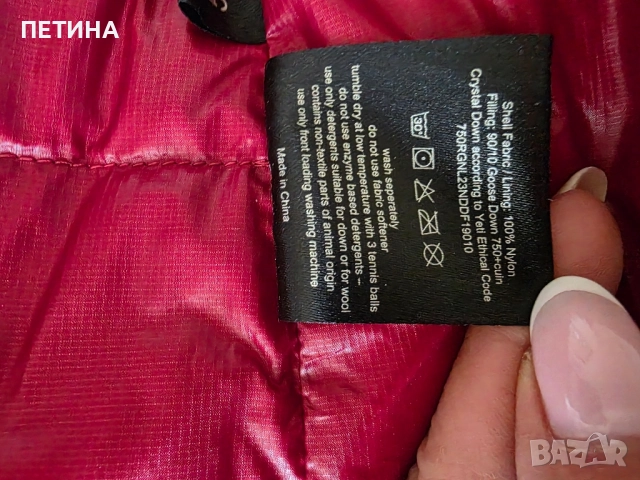 ПЕТИНА
Shell Fabric / Lining: 100% Nylon
Filling: 90/10 Goose Down 750+cuin
Crystal Down according to Yeti Ethical Code
750RGNL23NDDF19010
30°
wash seperately
do not use fabric softener
tumble dry at low temperature with 3 tennis balls
do not use enzyme based detergents –
use only detergents suitable for down or for wool
contains non-textile parts of animal origin
use only front loading washing machine
Made in China
BAZAR